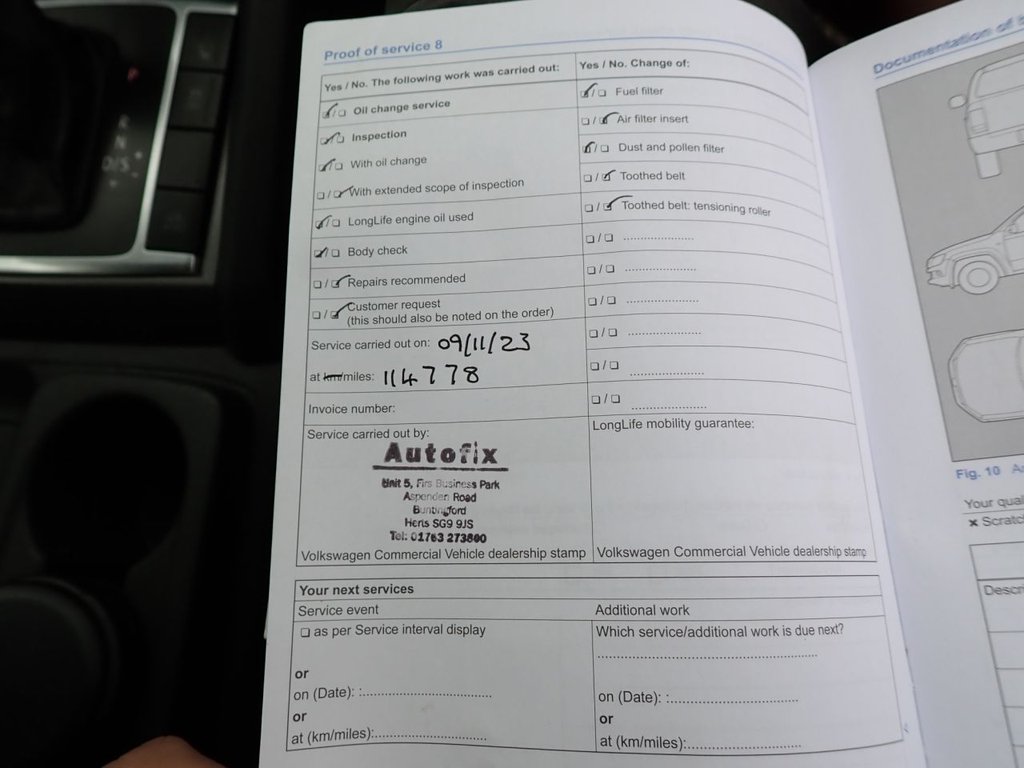 Proof of service 8
Yes / No. The following work was carried out:
☑/☐ Oil change service
☑/☐ Inspection
☑/☐ With oil change
☐/☑ With extended scope of inspection
☑/☐ LongLife engine oil used
☑/☐ Body check
☐/☑ Repairs recommended
☐/☑ Customer request
(this should also be noted on the order)
Service carried out on: 09/11/23
at km/miles: 114778
Invoice number:
Service carried out by:
Autofix
Unit 5, Firs Business Park
Aspenden Road
Buntingford
Herts SG9 9JS
Tel: 01763 273800
Volkswagen Commercial Vehicle dealership stamp
Yes / No. Change of:
☑/☐ Fuel filter
☐/☑ Air filter insert
☑/☐ Dust and pollen filter
☐/☑ Toothed belt
☐/☑ Toothed belt: tensioning roller
☐/☐ ....................
☐/☐ ....................
☐/☐ ....................
☐/☐ ....................
☐/☐ ....................
☐/☐ ....................
LongLife mobility guarantee:
Volkswagen Commercial Vehicle dealership stamp
Your next services
Service event
☐ as per Service interval display
or
on (Date): :....................
or
at (km/miles):....................
Additional work
Which service/additional work is due next?
....................
on (Date): :....................
or
at (km/miles):....................
Documentation of
Fig. 10
Your
x
P
R
N
D/S
+
-